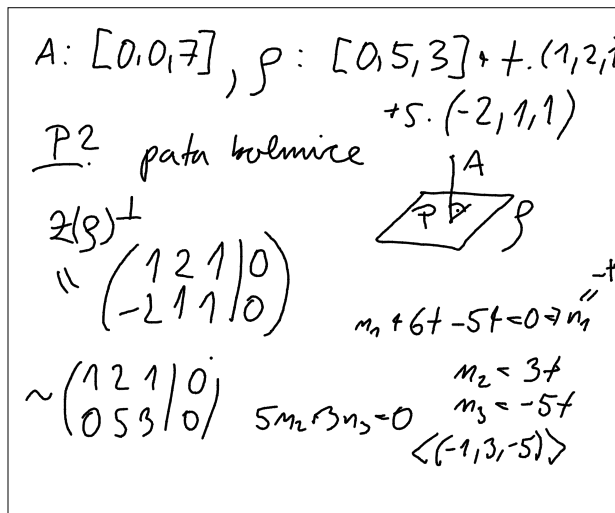 A: [0,0,7], ρ: [0,5,3] + t.(1,2,1
+s. (-2,1,1)
P? pata kolmice
A
P ρ
Z(ρ)^⊥
= (1 2 1 | 0
-2 1 1 | 0)
n₁ + 6t - 5t = 0 ⇒ n₁ = -t
~ (1 2 1 | 0
0 5 3 | 0) 5n₂+3n₃=0
n₂ = 3t
n₃ = -5t
<(-1,3,-5)>